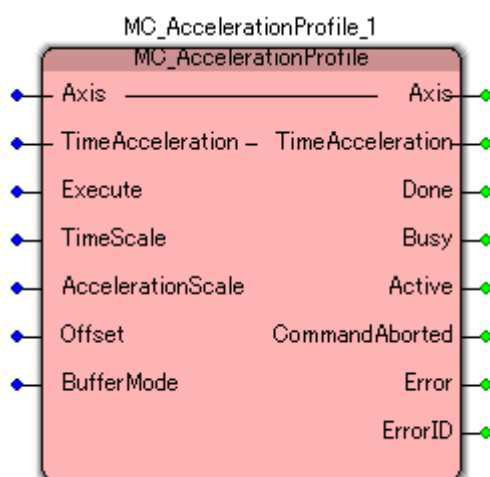 MC_AccelerationProfile_1
MC_AccelerationProfile
Axis Axis
TimeAcceleration TimeAcceleration
Execute Done
TimeScale Busy
AccelerationScale Active
Offset CommandAborted
BufferMode Error
ErrorID